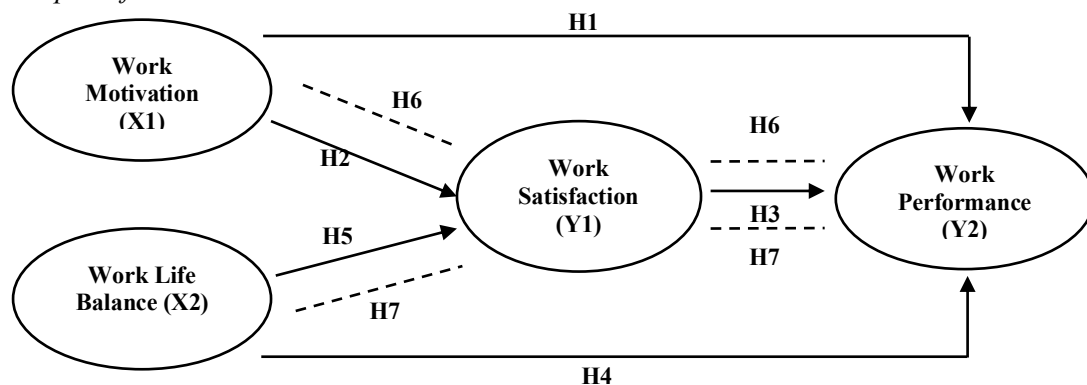 H1
Work
Motivation
(X1)
H6
H2
H6
Work
Satisfaction
(Y1)
H3
H7
Work
Performance
(Y2)
H5
Work Life
Balance (X2)
H7
H4